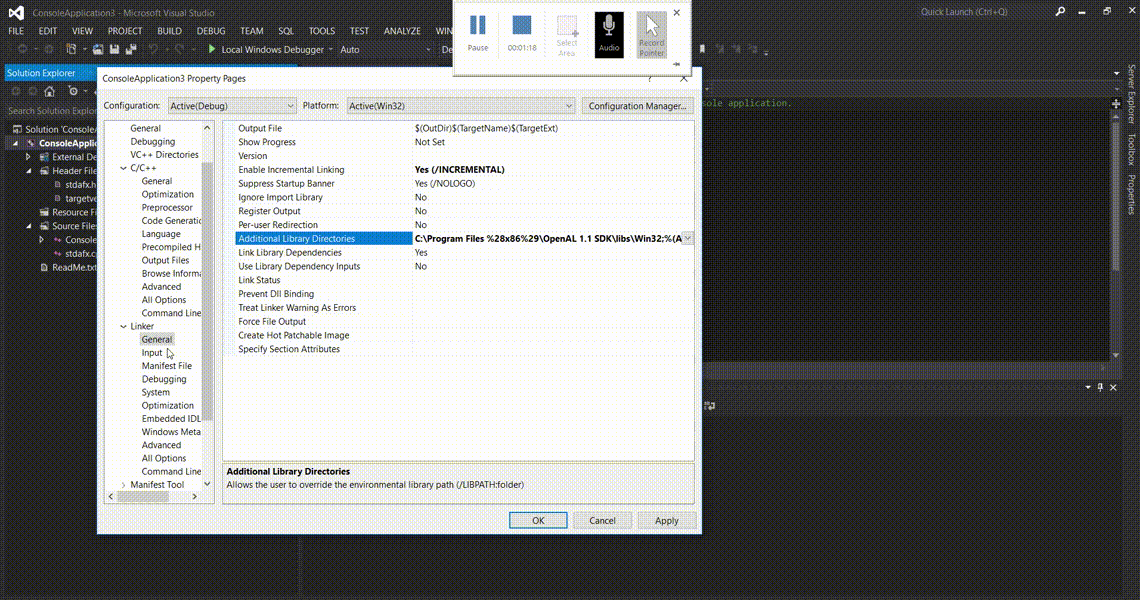 ConsoleApplication3 - Microsoft Visual Studio
Quick Launch (Ctrl+Q)
FILE EDIT VIEW PROJECT BUILD DEBUG TEAM SQL TOOLS TEST ANALYZE WIN
Local Windows Debugger Auto De
Pause
00:01:18
Select Area
Audio
Record Pointer
Solution Explorer
Search Solution Explo
Solution 'Console
ConsoleApplic
External De
Header File
stdafx.h
targetve
Resource Fi
Source Files
Console
stdafx.c
ReadMe.txt
sole application.
Server Explorer
Toolbox
Properties
ConsoleApplication3 Property Pages
Configuration: Active(Debug) Platform: Active(Win32) Configuration Manager...
General
Debugging
VC++ Directories
C/C++
General
Optimization
Preprocessor
Code Generatic
Language
Precompiled H
Output Files
Browse Informa
Advanced
All Options
Command Line
Linker
General
Input
Manifest File
Debugging
System
Optimization
Embedded IDL
Windows Meta
Advanced
All Options
Command Line
Manifest Tool
Output File $(OutDir)$(TargetName)$(TargetExt)
Show Progress Not Set
Version
Enable Incremental Linking Yes (/INCREMENTAL)
Suppress Startup Banner Yes (/NOLOGO)
Ignore Import Library No
Register Output No
Per-user Redirection No
Additional Library Directories C:\Program Files %28x86%29\OpenAL 1.1 SDK\libs\Win32;%(A
Link Library Dependencies Yes
Use Library Dependency Inputs No
Link Status
Prevent Dll Binding
Treat Linker Warning As Errors
Force File Output
Create Hot Patchable Image
Specify Section Attributes
Additional Library Directories
Allows the user to override the environmental library path (/LIBPATH:folder)
OK Cancel Apply